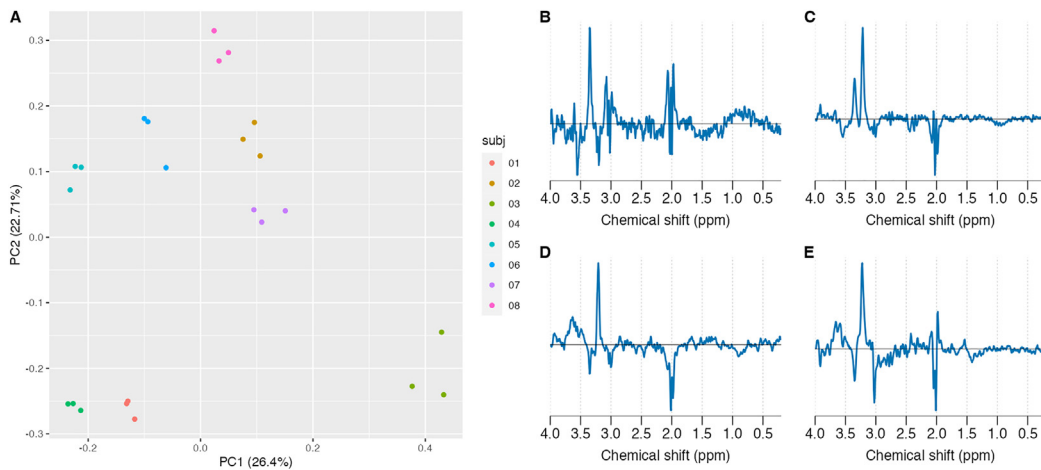 A
0.3
0.2
0.1
0.0
-0.1
-0.2
-0.3
PC2 (22.71%)
-0.2 0.0 0.2 0.4
PC1 (26.4%)
subj
01
02
03
04
05
06
07
08
B
4.0 3.5 3.0 2.5 2.0 1.5 1.0 0.5
Chemical shift (ppm)
C
4.0 3.5 3.0 2.5 2.0 1.5 1.0 0.5
Chemical shift (ppm)
D
4.0 3.5 3.0 2.5 2.0 1.5 1.0 0.5
Chemical shift (ppm)
E
4.0 3.5 3.0 2.5 2.0 1.5 1.0 0.5
Chemical shift (ppm)